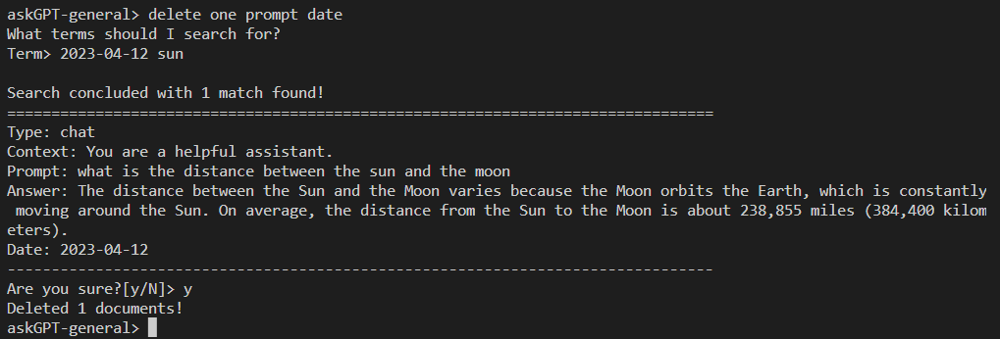 askGPT-general> delete one prompt date
What terms should I search for?
Term> 2023-04-12 sun
Search concluded with 1 match found!
================================================================================
Type: chat
Context: You are a helpful assistant.
Prompt: what is the distance between the sun and the moon
Answer: The distance between the Sun and the Moon varies because the Moon orbits the Earth, which is constantly
 moving around the Sun. On average, the distance from the Sun to the Moon is about 238,855 miles (384,400 kilom
eters).
Date: 2023-04-12
--------------------------------------------------------------------------------
Are you sure?[y/N]> y
Deleted 1 documents!
askGPT-general>